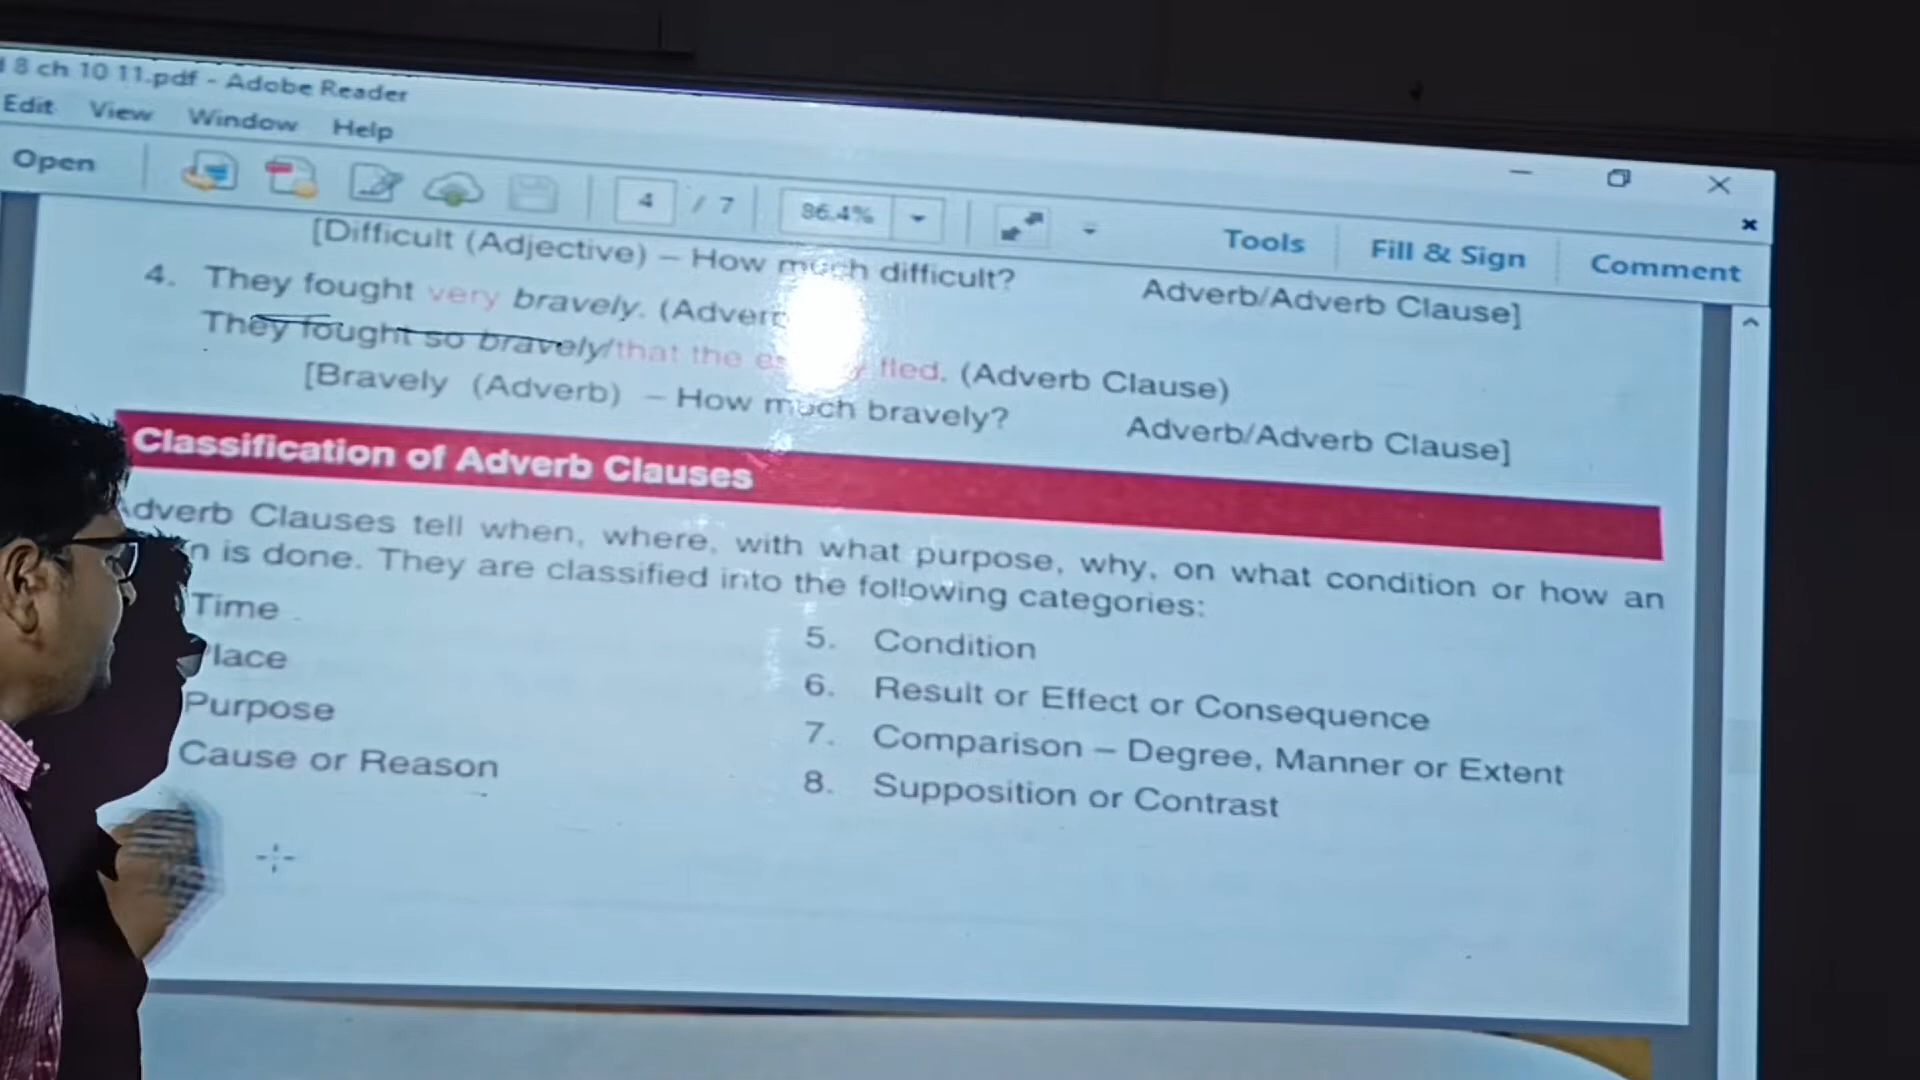 8 ch 10 11.pdf - Adobe Reader
Edit View Window Help
Open 4 / 7 86.4% Tools Fill & Sign Comment
[Difficult (Adjective) – How much difficult? Adverb/Adverb Clause]
4. They fought very bravely. (Adver
They fought so bravely/that the fled. (Adverb Clause)
[Bravely (Adverb) – How much bravely? Adverb/Adverb Clause]
Classification of Adverb Clauses
dverb Clauses tell when, where, with what purpose, why, on what condition or how an
n is done. They are classified into the following categories:
Time
lace
Purpose
Cause or Reason
5. Condition
6. Result or Effect or Consequence
7. Comparison – Degree, Manner or Extent
8. Supposition or Contrast